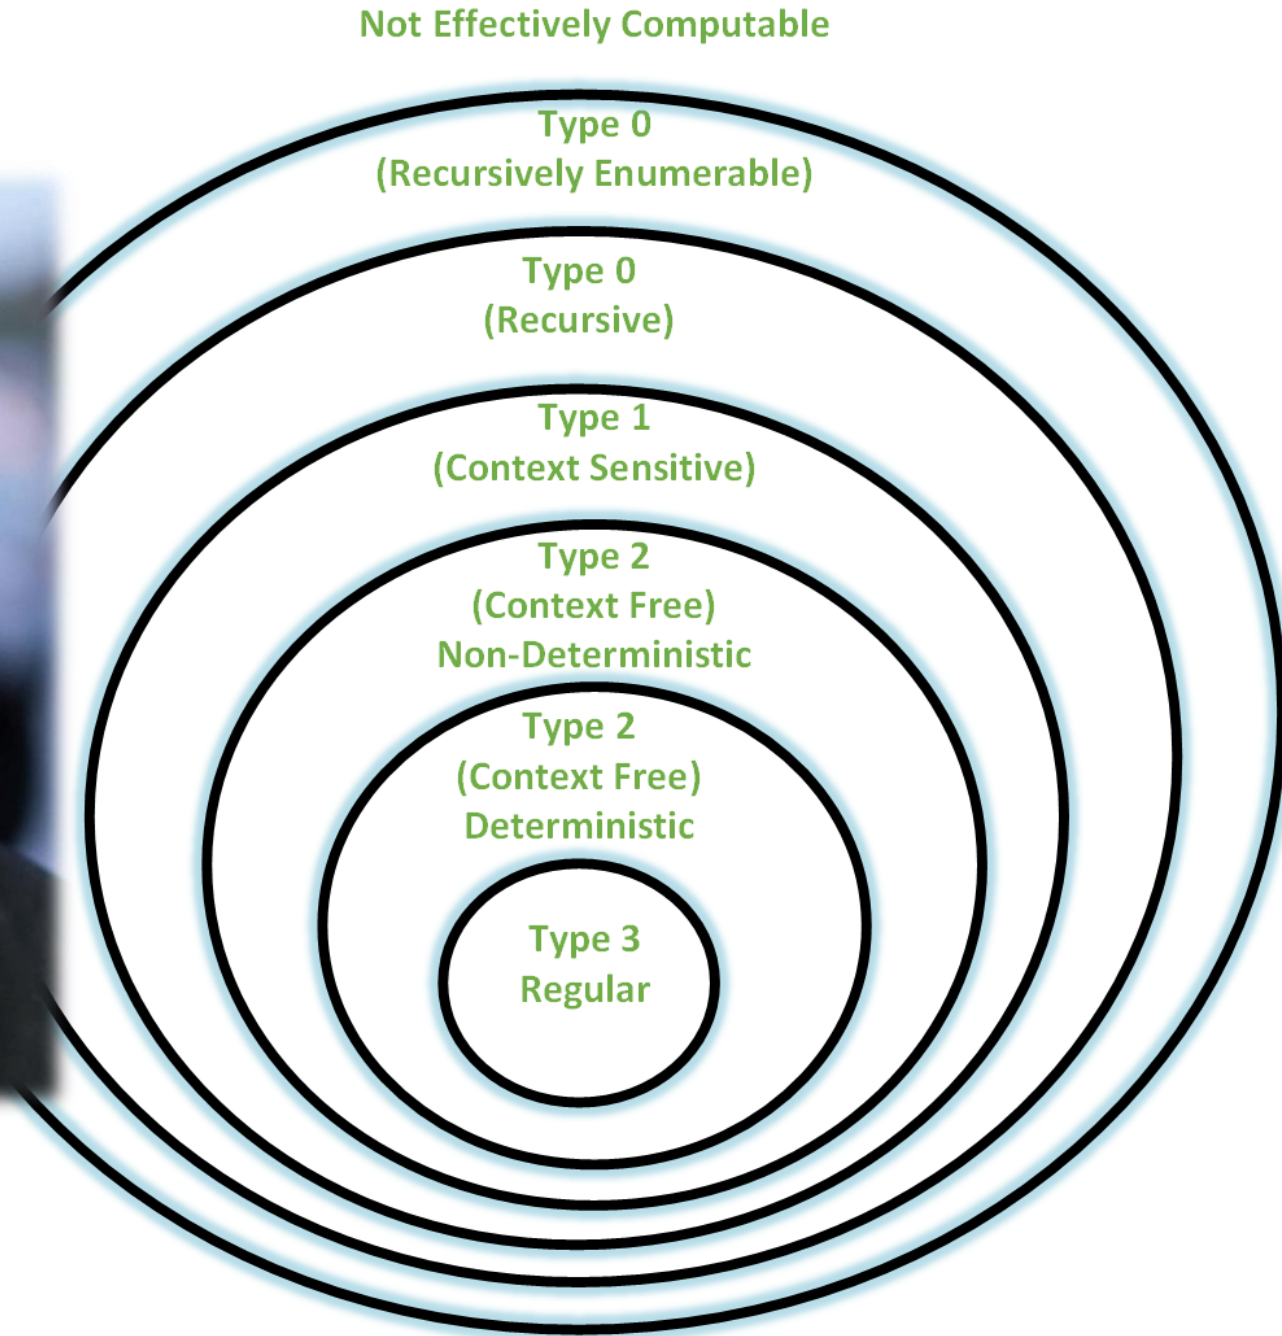 Not Effectively Computable
Type 0
(Recursively Enumerable)
Type 0
(Recursive)
Type 1
(Context Sensitive)
Type 2
(Context Free)
Non-Deterministic
Type 2
(Context Free)
Deterministic
Type 3
Regular